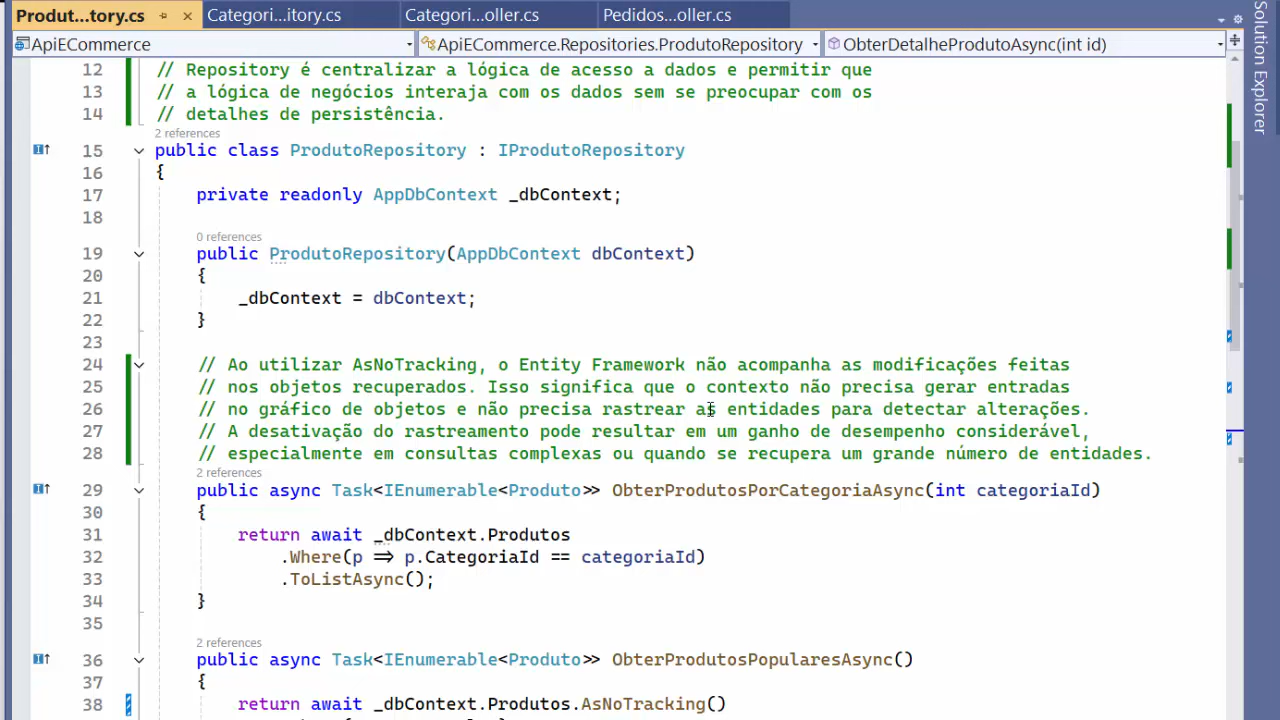 Produt...tory.cs
Categori...itory.cs
Categori...oller.cs
Pedidos...oller.cs
ApiECommerce
ApiECommerce.Repositories.ProdutoRepository
ObterDetalheProdutoAsync(int id)
Solution Explorer
12 // Repository é centralizar a lógica de acesso a dados e permitir que
13 // a lógica de negócios interaja com os dados sem se preocupar com os
14 // detalhes de persistência.
2 references
15 public class ProdutoRepository : IProdutoRepository
16 {
17 private readonly AppDbContext _dbContext;
18
0 references
19 public ProdutoRepository(AppDbContext dbContext)
20 {
21 _dbContext = dbContext;
22 }
23
24 // Ao utilizar AsNoTracking, o Entity Framework não acompanha as modificações feitas
25 // nos objetos recuperados. Isso significa que o contexto não precisa gerar entradas
26 // no gráfico de objetos e não precisa rastrear as entidades para detectar alterações.
27 // A desativação do rastreamento pode resultar em um ganho de desempenho considerável,
28 // especialmente em consultas complexas ou quando se recupera um grande número de entidades.
2 references
29 public async Task<IEnumerable<Produto>> ObterProdutosPorCategoriaAsync(int categoriaId)
30 {
31 return await _dbContext.Produtos
32 .Where(p => p.CategoriaId == categoriaId)
33 .ToListAsync();
34 }
35
2 references
36 public async Task<IEnumerable<Produto>> ObterProdutosPopularesAsync()
37 {
38 return await _dbContext.Produtos.AsNoTracking()